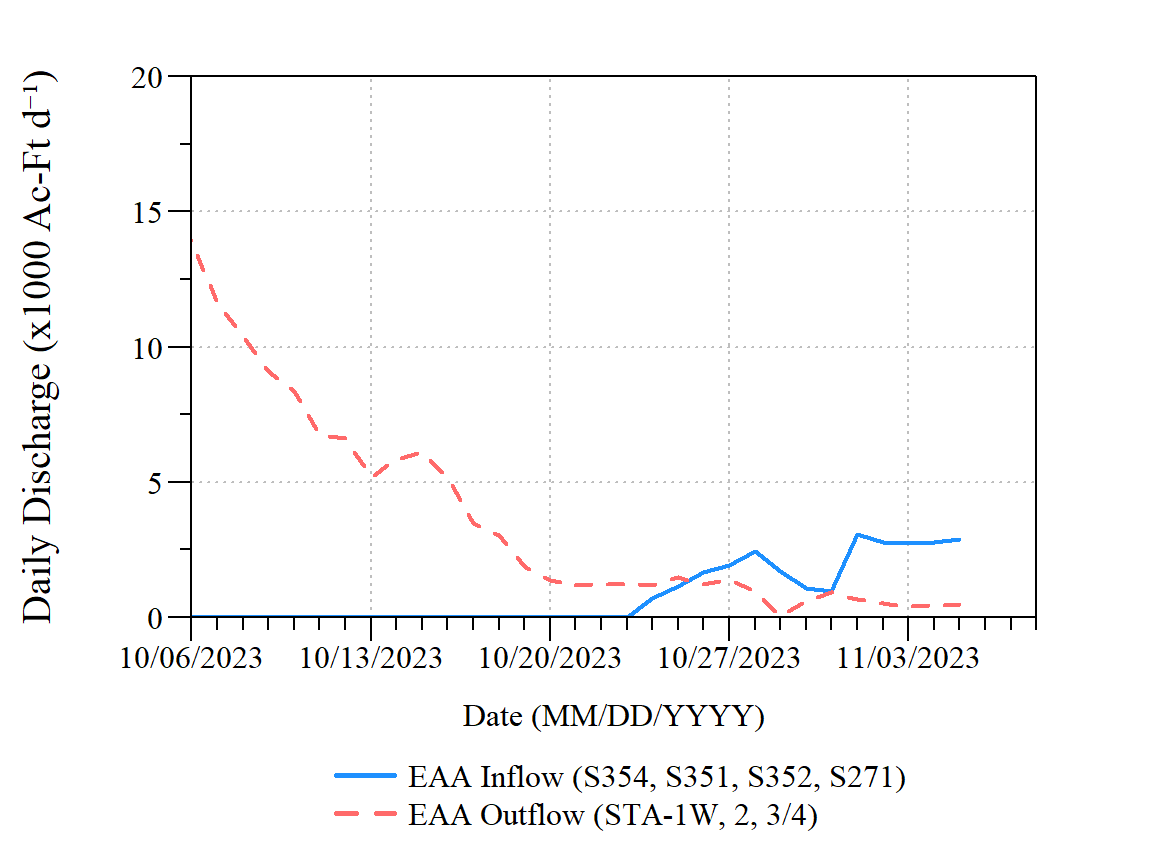 Daily Discharge (x1000 Ac-Ft d⁻¹)
20
15
10
5
0
10/06/2023 10/13/2023 10/20/2023 10/27/2023 11/03/2023
Date (MM/DD/YYYY)
EAA Inflow (S354, S351, S352, S271)
EAA Outflow (STA-1W, 2, 3/4)